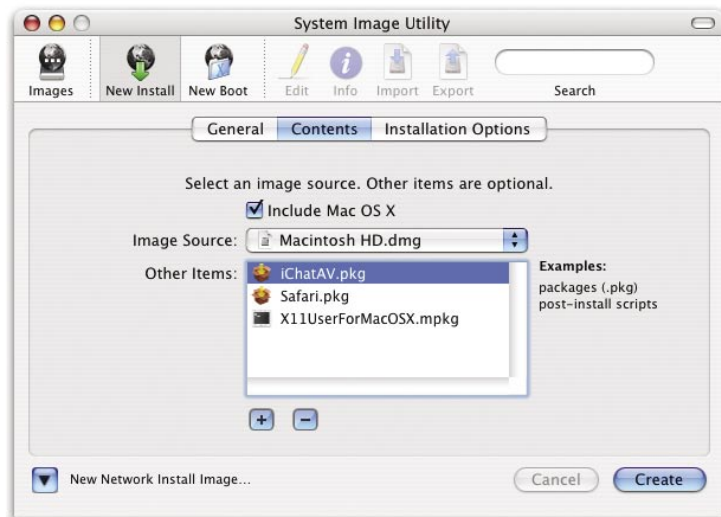 System Image Utility
Images New Install New Boot Edit Info Import Export Search
General Contents Installation Options
Select an image source. Other items are optional.
Include Mac OS X
Image Source: Macintosh HD.dmg
Other Items: iChatAV.pkg
Safari.pkg
X11UserForMacOSX.mpkg
Examples:
packages (.pkg)
post-install scripts
New Network Install Image...
Cancel Create